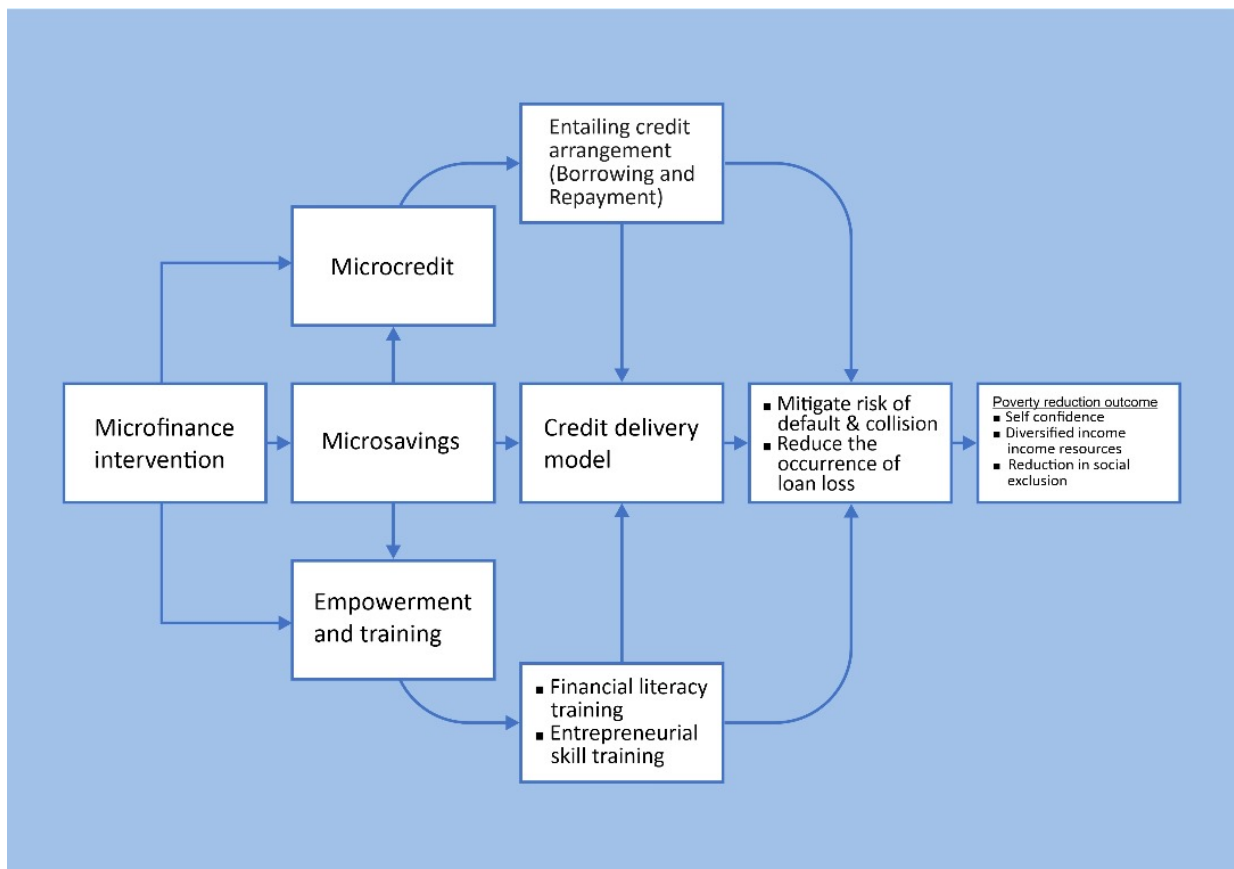 Entailing credit
arrangement
(Borrowing and
Repayment)
Microcredit
Microfinance
intervention
Microsavings
Credit delivery
model
▪ Mitigate risk of
default & collision
▪ Reduce the
occurrence of
loan loss
Poverty reduction outcome
▪ Self confidence
▪ Diversified income
income resources
▪ Reduction in social
exclusion
Empowerment
and training
▪ Financial literacy
training
▪ Entrepreneurial
skill training